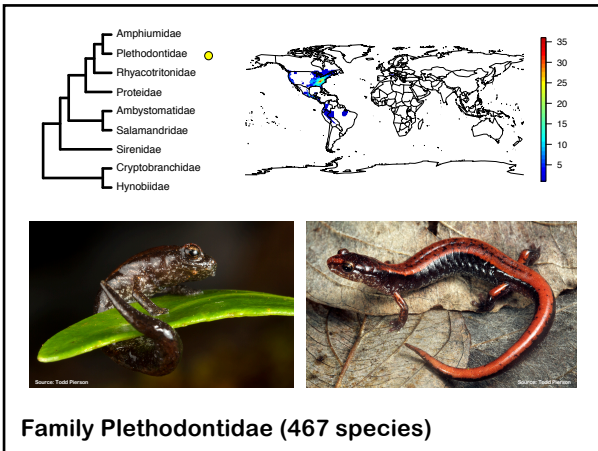 Amphiumidae
Plethodontidae
Rhyacotritonidae
Proteidae
Ambystomatidae
Salamandridae
Sirenidae
Cryptobranchidae
Hynobiidae
35
30
25
20
15
10
5
Source: Todd Pierson
Source: Todd Pierson
Family Plethodontidae (467 species)